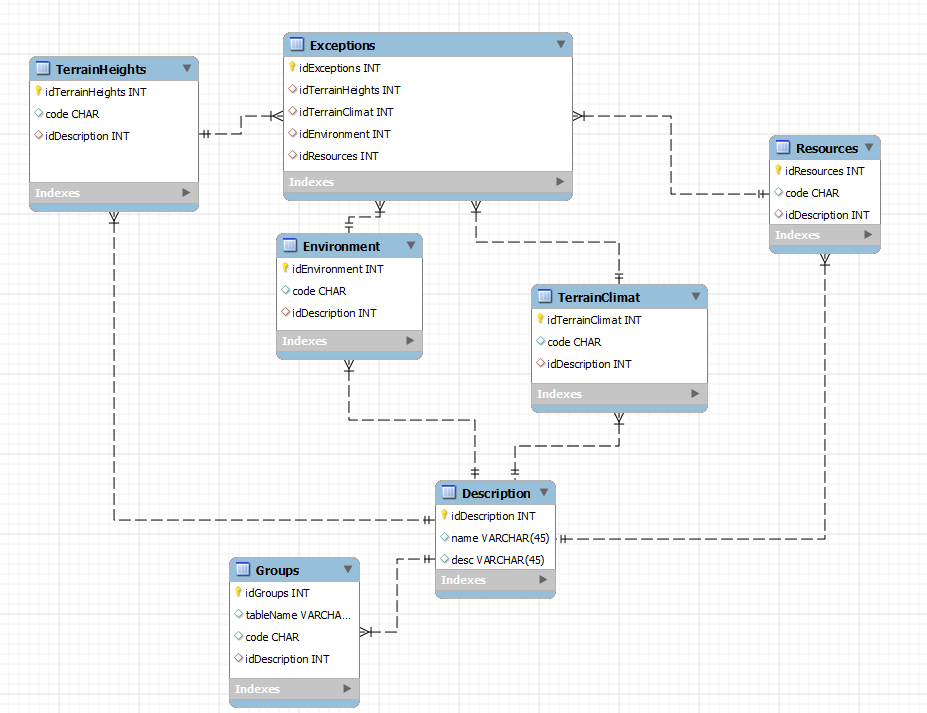 TerrainHeights
idTerrainHeights INT
code CHAR
idDescription INT
Indexes
Exceptions
idExceptions INT
idTerrainHeights INT
idTerrainClimat INT
idEnvironment INT
idResources INT
Indexes
Resources
idResources INT
code CHAR
idDescription INT
Indexes
Environment
idEnvironment INT
code CHAR
idDescription INT
Indexes
TerrainClimat
idTerrainClimat INT
code CHAR
idDescription INT
Indexes
Description
idDescription INT
name VARCHAR(45)
desc VARCHAR(45)
Indexes
Groups
idGroups INT
tableName VARCHA...
code CHAR
idDescription INT
Indexes